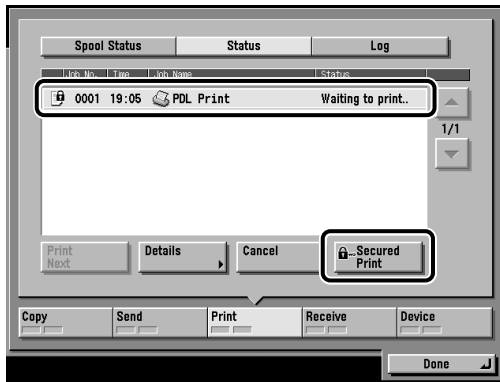 Spool Status Status Log
Job No. Time Job Name Status
0001 19:05 PDL Print Waiting to print..
1/1
Print Next Details Cancel Secured Print
Copy Send Print Receive Device
Done